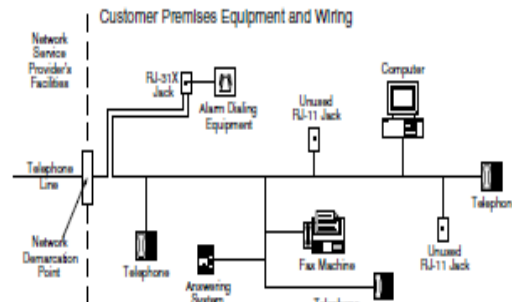 Customer Premises Equipment and Wiring
Network
Service
Provider's
Facilities
RJ-31X
Jack
Alarm Dialing
Equipment
Unused
RJ-11 Jack
Computer
Telephone
Line
Telephon
Network
Demarcation
Point
Telephone
Answering
System
Fax Machine
Unused
RJ-11 Jack
Telephone